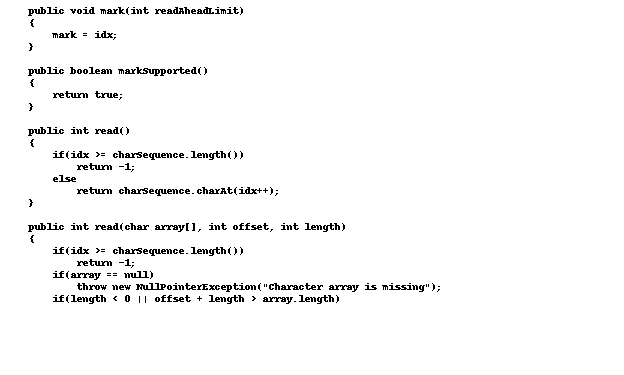 public void mark(int readAheadLimit)
{
    mark = idx;
}

public boolean markSupported()
{
    return true;
}

public int read()
{
    if(idx >= charSequence.length())
        return -1;
    else
        return charSequence.charAt(idx++);
}

public int read(char array[], int offset, int length)
{
    if(idx >= charSequence.length())
        return -1;
    if(array == null)
        throw new NullPointerException("Character array is missing");
    if(length < 0 || offset + length > array.length)